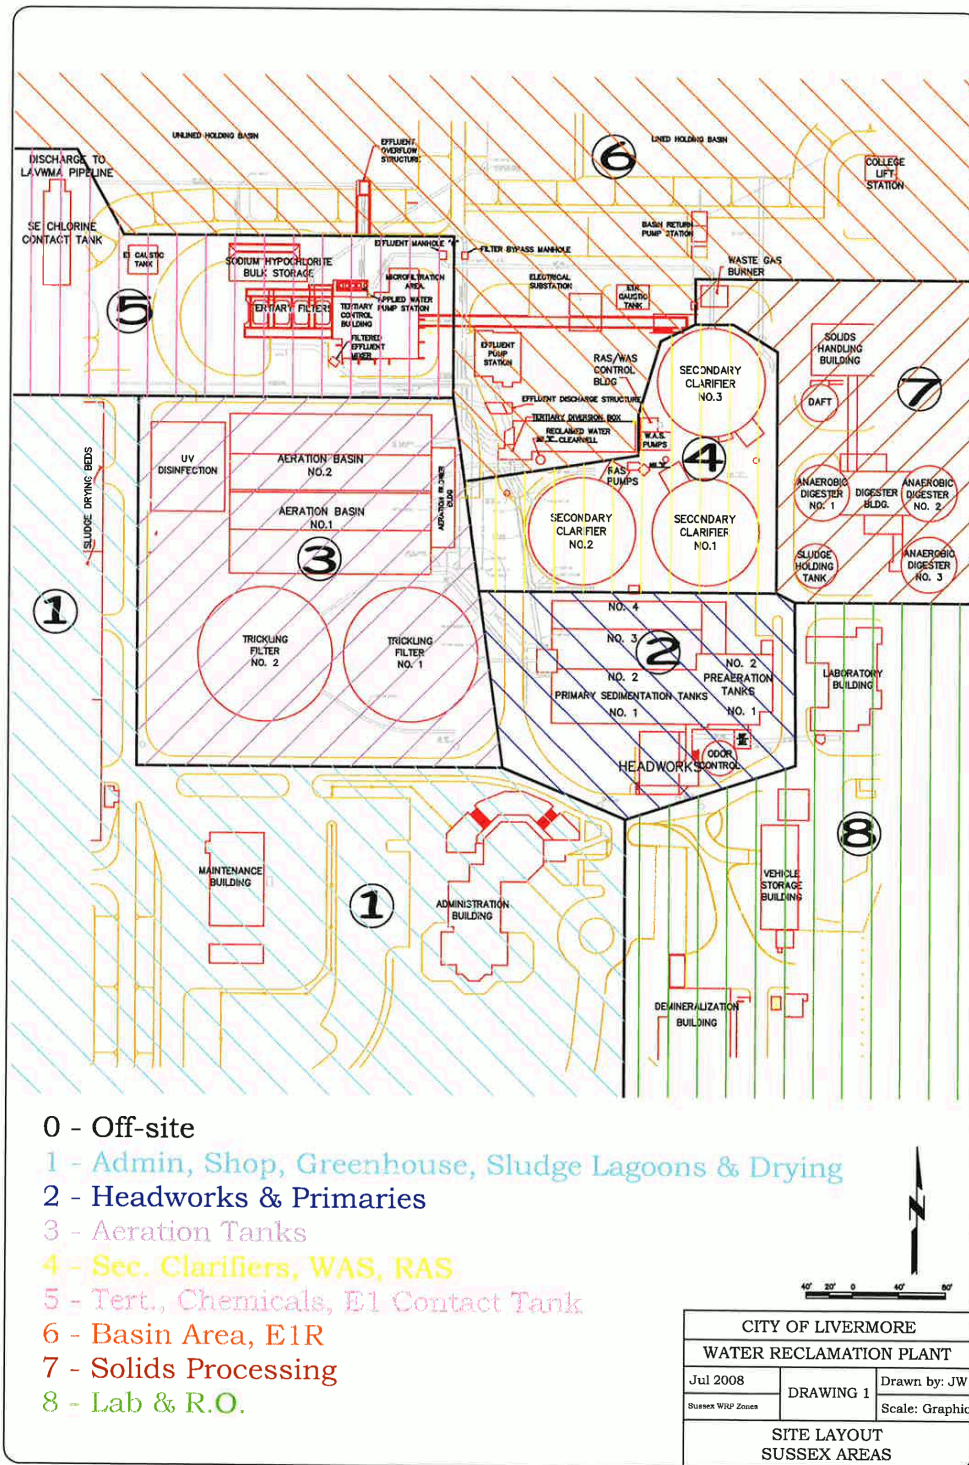 UNLINED HOLDING BASIN
EFFLUENT
OVERFLOW
STRUCTURE
6
LINED HOLDING BASIN
DISCHARGE TO
LAVWMA PIPELINE
COLLEGE
LIFT
STATION
SE CHLORINE
CONTACT TANK
BASIN RETURN
PUMP STATION
EFFLUENT MANHOLE
FILTER BYPASS MANHOLE
E1 CAUSTIC
TANK
SODIUM HYPOCHLORITE
BULK STORAGE
WASTE GAS
BURNER
MICROFILTRATION
AREA
ELECTRICAL
SUBSTATION
CAUSTIC
TANK
5
TERTIARY FILTERS
TERTIARY
CONTROL
BUILDING
APPLIED WATER
PUMP STATION
FILTERED
EFFLUENT
MIXER
EFFLUENT
PUMP
STATION
RAS/WAS
CONTROL
BLDG
SECONDARY
CLARIFIER
NO.3
SOLIDS
HANDLING
BUILDING
7
DAFT
EFFLUENT DISCHARGE STRUCTURE
TERTIARY DIVERSION BOX
RECLAIMED WATER
CLEARWELL
W.A.S.
PUMPS
4
RAS
PUMPS
UV
DISINFECTION
AERATION BASIN
NO.2
AERATION BLOWER
BLDG
SLUDGE DRYING BEDS
AERATION BASIN
NO.1
SECONDARY
CLARIFIER
NO.2
SECONDARY
CLARIFIER
NO.1
ANAEROBIC
DIGESTER
NO. 1
DIGESTER
BLDG.
ANAEROBIC
DIGESTER
NO. 2
SLUDGE
HOLDING
TANK
ANAEROBIC
DIGESTER
NO. 3
3
1
TRICKLING
FILTER
NO. 2
TRICKLING
FILTER
NO. 1
NO. 4
NO. 3
2
NO. 2
PRIMARY SEDIMENTATION TANKS
NO. 1
NO. 2
PREAERATION
TANKS
NO. 1
LABORATORY
BUILDING
HEADWORKS
ODOR
CONTROL
8
MAINTENANCE
BUILDING
1
ADMINISTRATION
BUILDING
VEHICLE
STORAGE
BUILDING
DEMINERALIZATION
BUILDING
0 - Off-site
1 - Admin, Shop, Greenhouse, Sludge Lagoons & Drying
2 - Headworks & Primaries
3 - Aeration Tanks
4 - Sec. Clarifiers, WAS, RAS
5 - Tert., Chemicals, E1 Contact Tank
6 - Basin Area, E1R
7 - Solids Processing
8 - Lab & R.O.
N
40' 20' 0 40' 80'
CITY OF LIVERMORE
WATER RECLAMATION PLANT
Jul 2008
DRAWING 1
Drawn by: JW
Sussex WRP Zones
Scale: Graphic
SITE LAYOUT
SUSSEX AREAS